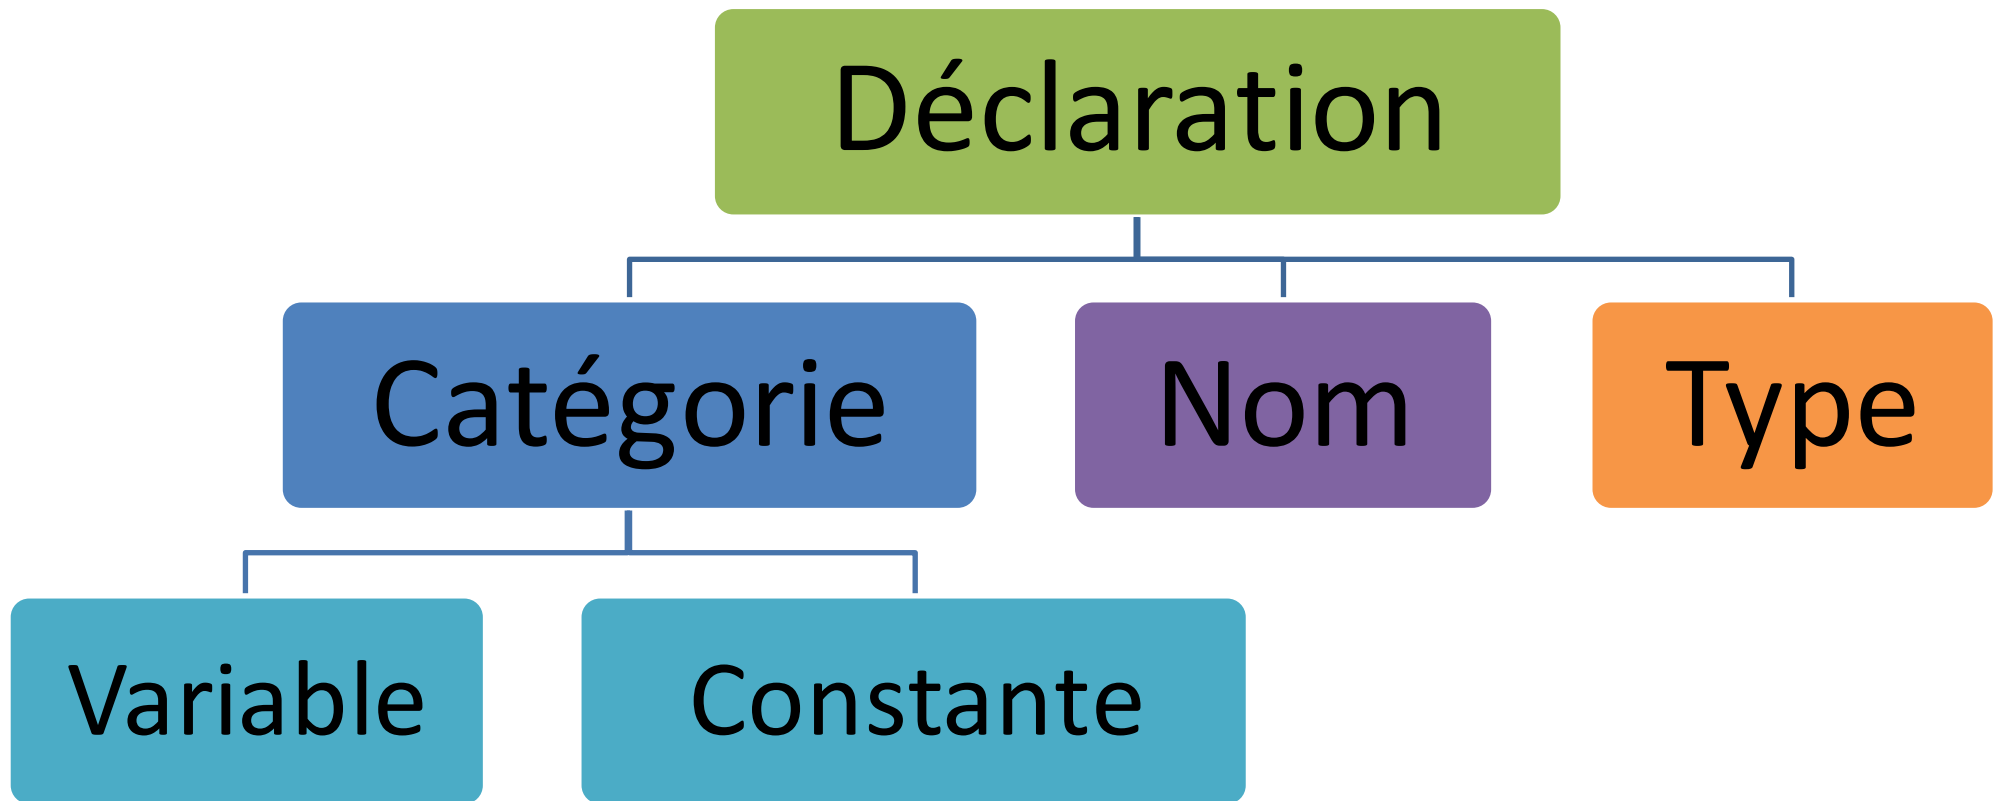 Déclaration
Catégorie
Nom
Type
Variable
Constante